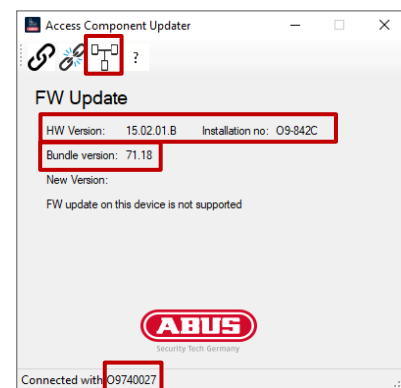 Access Component Updater
?
FW Update
HW Version: 15.02.01.B Installation no: O9-842C
Bundle version: 71.18
New Version:
FW update on this device is not supported
ABUS
Security Tech Germany
Connected with O9740027